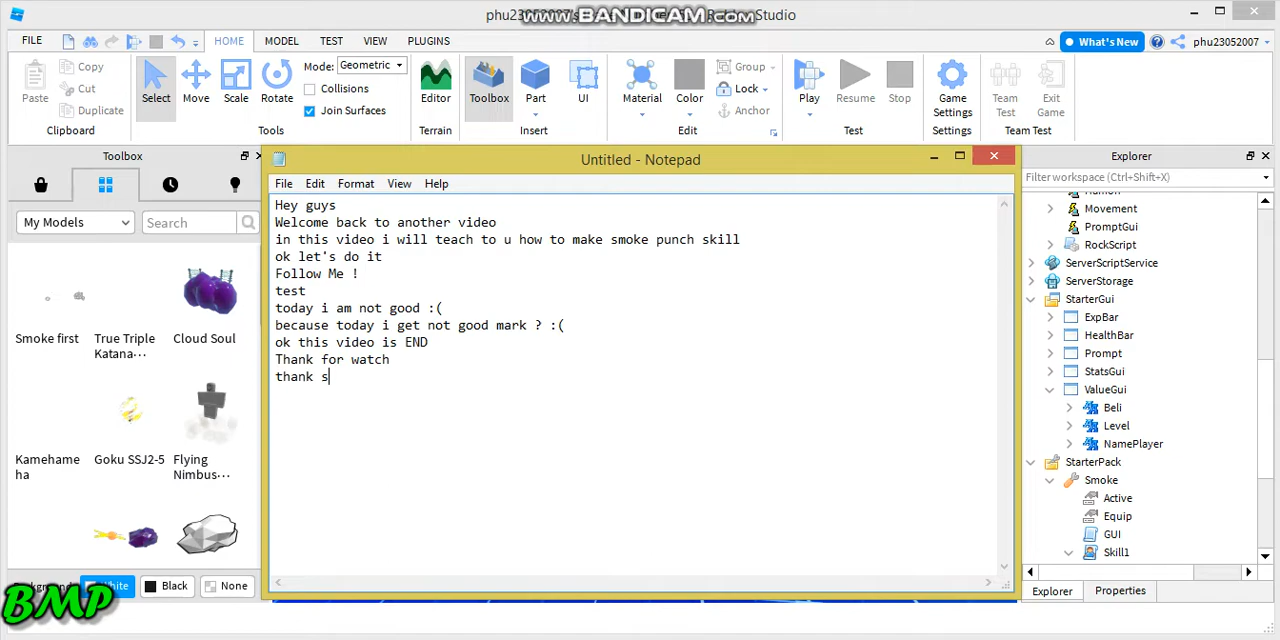 phu23052007's
www.BANDICAM.com
Studio
FILE
HOME
MODEL
TEST
VIEW
PLUGINS
What's New
phu23052007
Paste
Copy
Cut
Duplicate
Clipboard
Select
Move
Scale
Rotate
Mode: Geometric
Collisions
Join Surfaces
Tools
Editor
Terrain
Toolbox
Part
UI
Insert
Material
Color
Group
Lock
Anchor
Edit
Play
Resume
Stop
Test
Game
Settings
Settings
Team
Test
Exit
Game
Team Test
Toolbox
My Models
Search
Smoke first
True Triple
Katana···
Cloud Soul
Kamehame
ha
Goku SSJ2-5
Flying
Nimbus···
White
Black
None
BMP
Untitled - Notepad
File
Edit
Format
View
Help
Hey guys
Welcome back to another video
in this video i will teach to u how to make smoke punch skill
ok let's do it
Follow Me !
test
today i am not good :(
because today i get not good mark ? :(
ok this video is END
Thank for watch
thank s
Explorer
Filter workspace (Ctrl+Shift+X)
Movement
PromptGui
RockScript
ServerScriptService
ServerStorage
StarterGui
ExpBar
HealthBar
Prompt
StatsGui
ValueGui
Beli
Level
NamePlayer
StarterPack
Smoke
Active
Equip
GUI
Skill1
Explorer
Properties